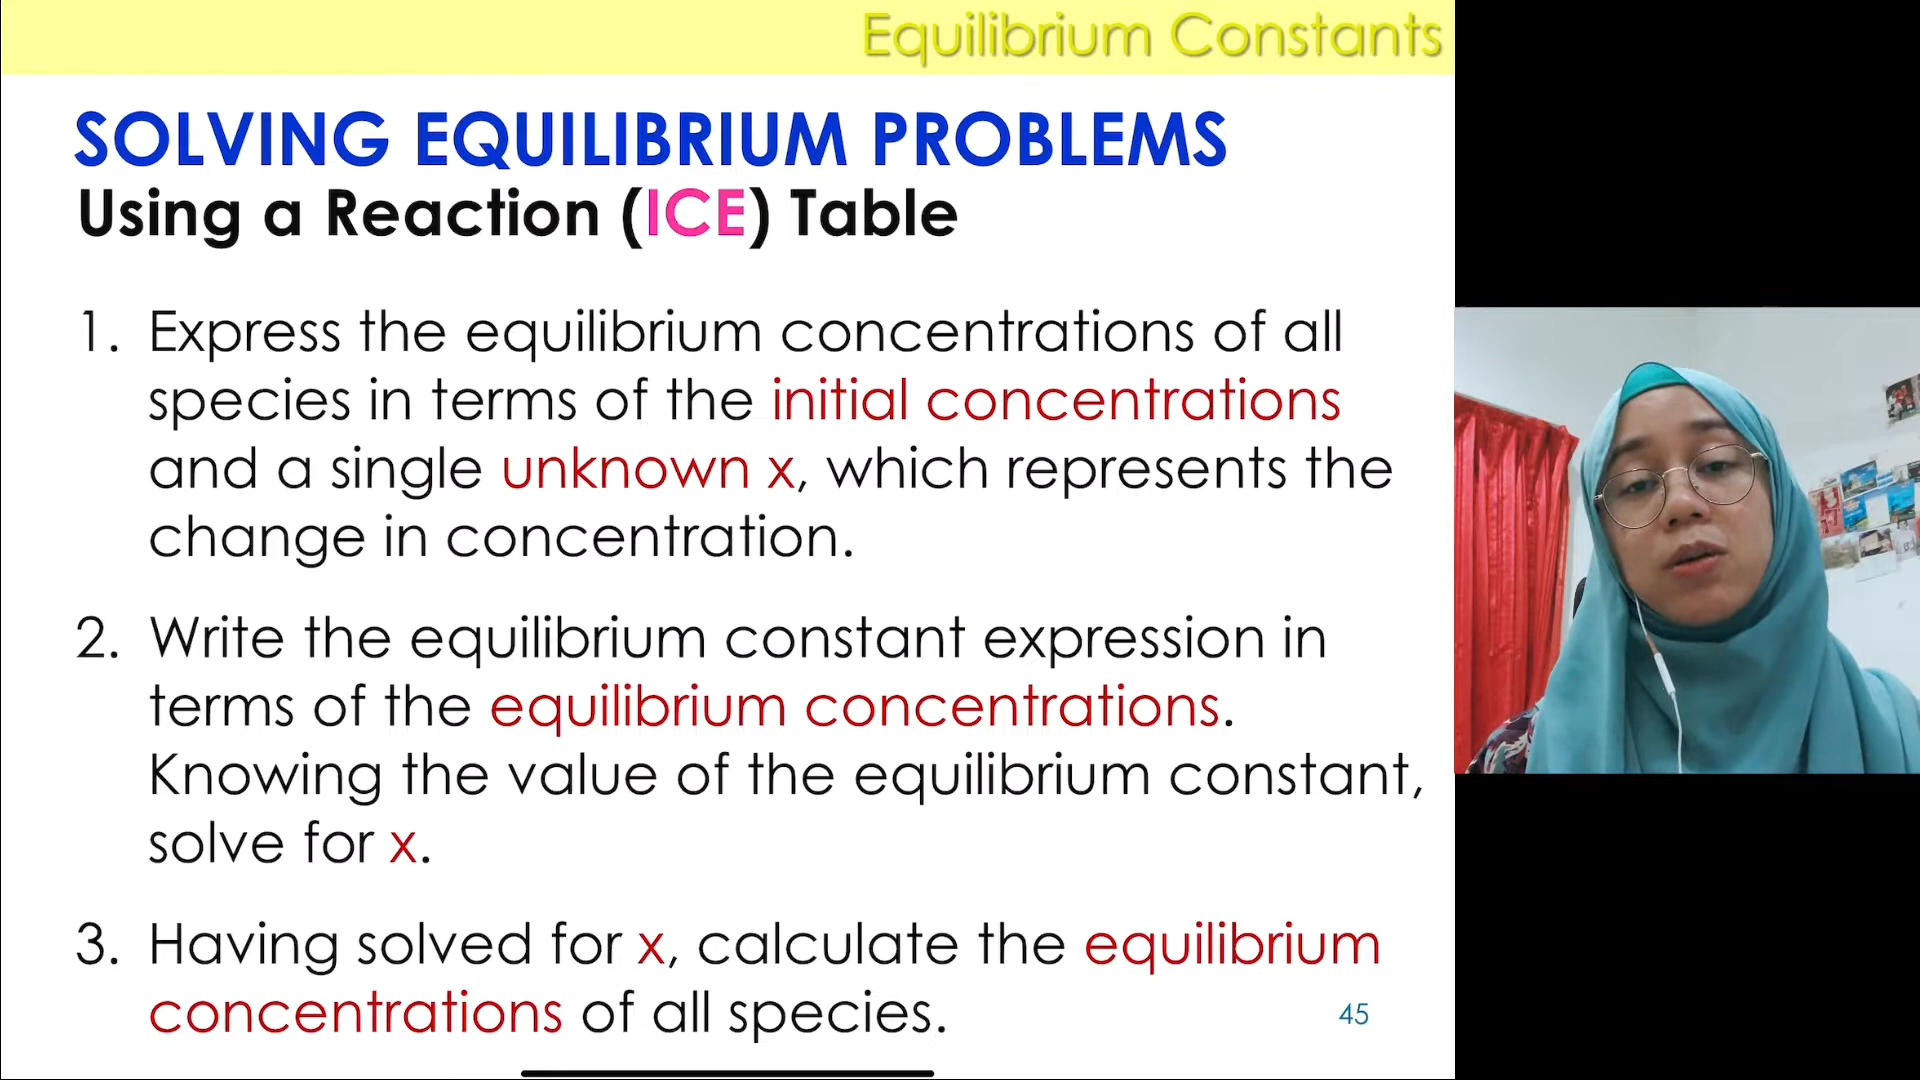 Equilibrium Constants
SOLVING EQUILIBRIUM PROBLEMS
Using a Reaction (ICE) Table
1. Express the equilibrium concentrations of all
species in terms of the initial concentrations
and a single unknown x, which represents the
change in concentration.
2. Write the equilibrium constant expression in
terms of the equilibrium concentrations.
Knowing the value of the equilibrium constant,
solve for x.
3. Having solved for x, calculate the equilibrium
concentrations of all species.
45